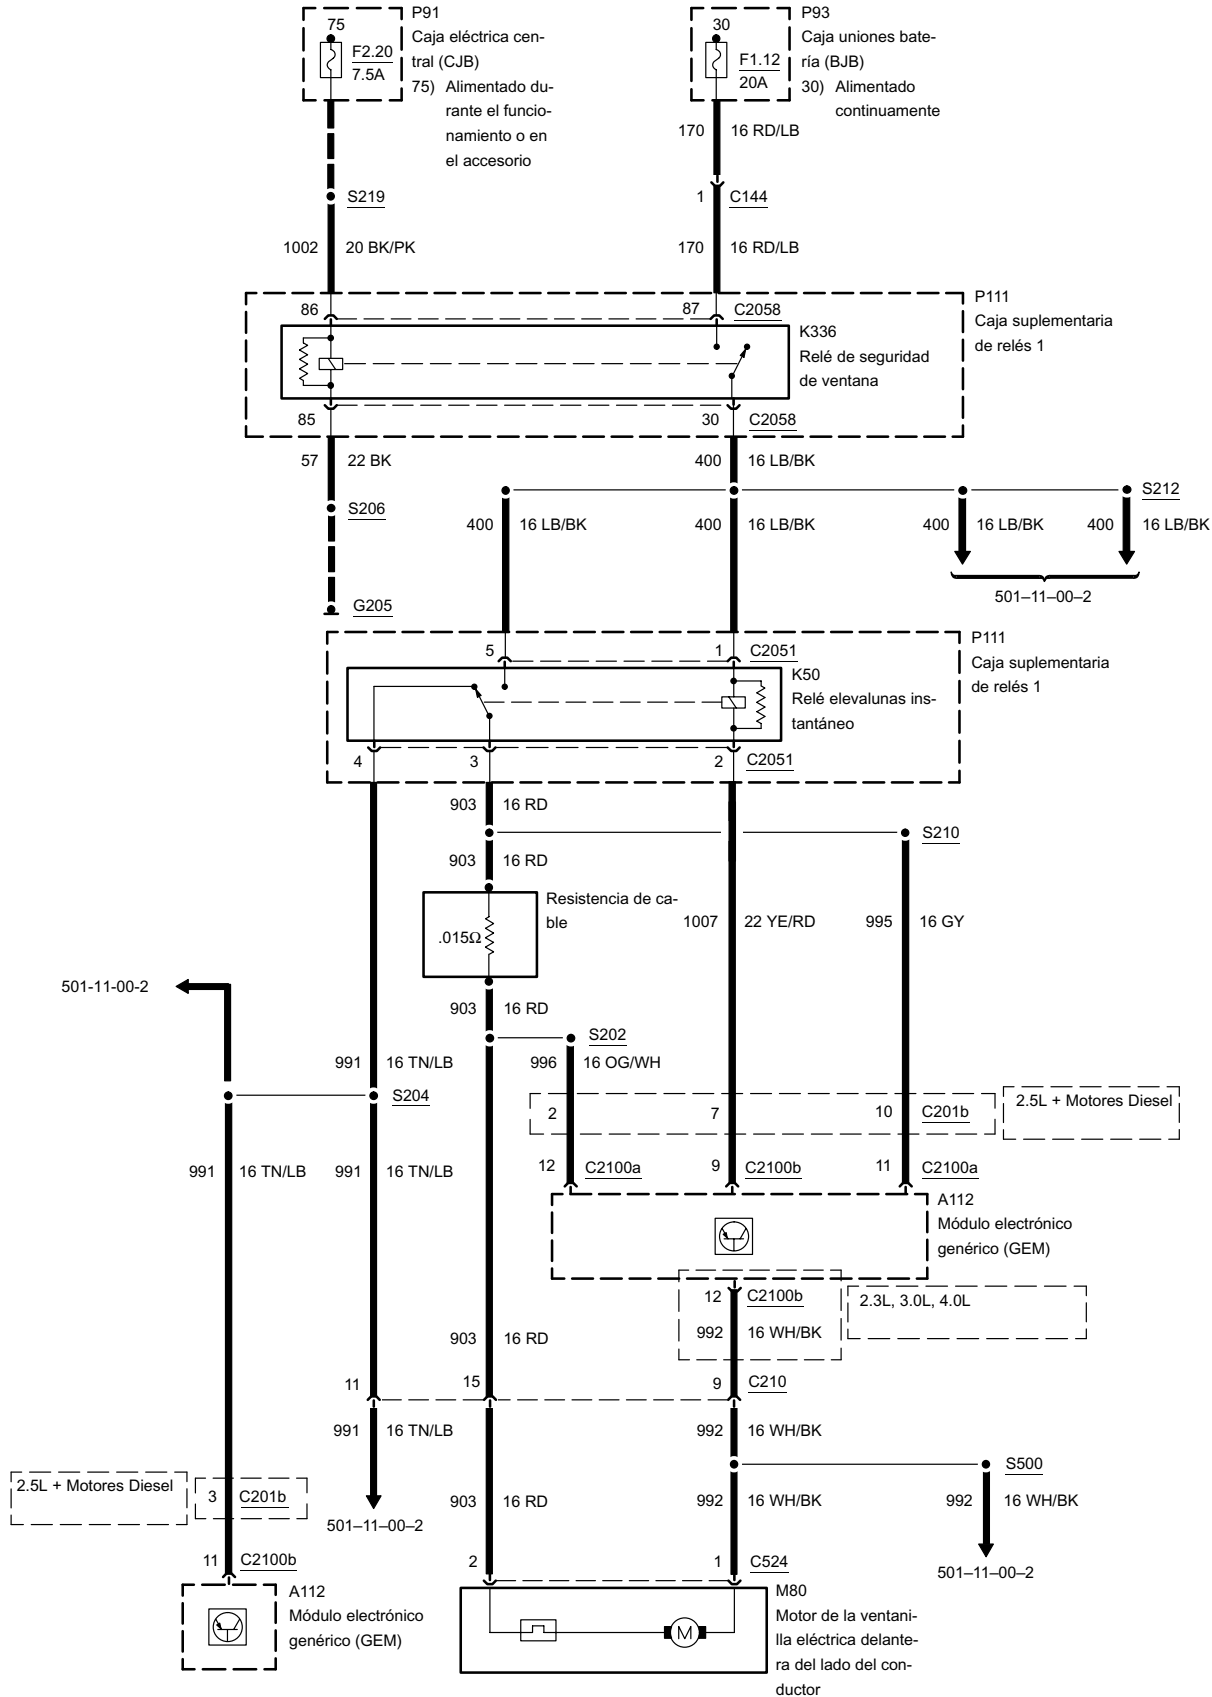 75
F2.20
7.5A
P91
Caja eléctrica cen-
tral (CJB)
75) Alimentado du-
rante el funcio-
namiento o en
el accesorio
30
F1.12
20A
P93
Caja uniones bate-
ría (BJB)
30) Alimentado
continuamente
170 16 RD/LB
S219
1 C144
1002 20 BK/PK
170 16 RD/LB
P111
Caja suplementaria
de relés 1
86
87 C2058
K336
Relé de seguridad
de ventana
85
30 C2058
57 22 BK
400 16 LB/BK
S206
S212
400 16 LB/BK
400 16 LB/BK
400 16 LB/BK
400 16 LB/BK
501–11–00–2
G205
P111
Caja suplementaria
de relés 1
5
1 C2051
K50
Relé elevalunas ins-
tantáneo
4
3
2 C2051
903 16 RD
S210
903 16 RD
Resistencia de ca-
ble
.015Ω
1007 22 YE/RD
995 16 GY
501-11-00-2
903 16 RD
S202
991 16 TN/LB
996 16 OG/WH
S204
2
7
10 C201b
2.5L + Motores Diesel
991 16 TN/LB
991 16 TN/LB
12 C2100a
9 C2100b
11 C2100a
A112
Módulo electrónico
genérico (GEM)
12 C2100b
2.3L, 3.0L, 4.0L
903 16 RD
992 16 WH/BK
11
15
9 C210
991 16 TN/LB
992 16 WH/BK
S500
2.5L + Motores Diesel
3 C201b
903 16 RD
992 16 WH/BK
992 16 WH/BK
501–11–00–2
11 C2100b
2
1 C524
501–11–00–2
A112
Módulo electrónico
genérico (GEM)
M
M80
Motor de la ventani-
lla eléctrica delante-
ra del lado del con-
ductor